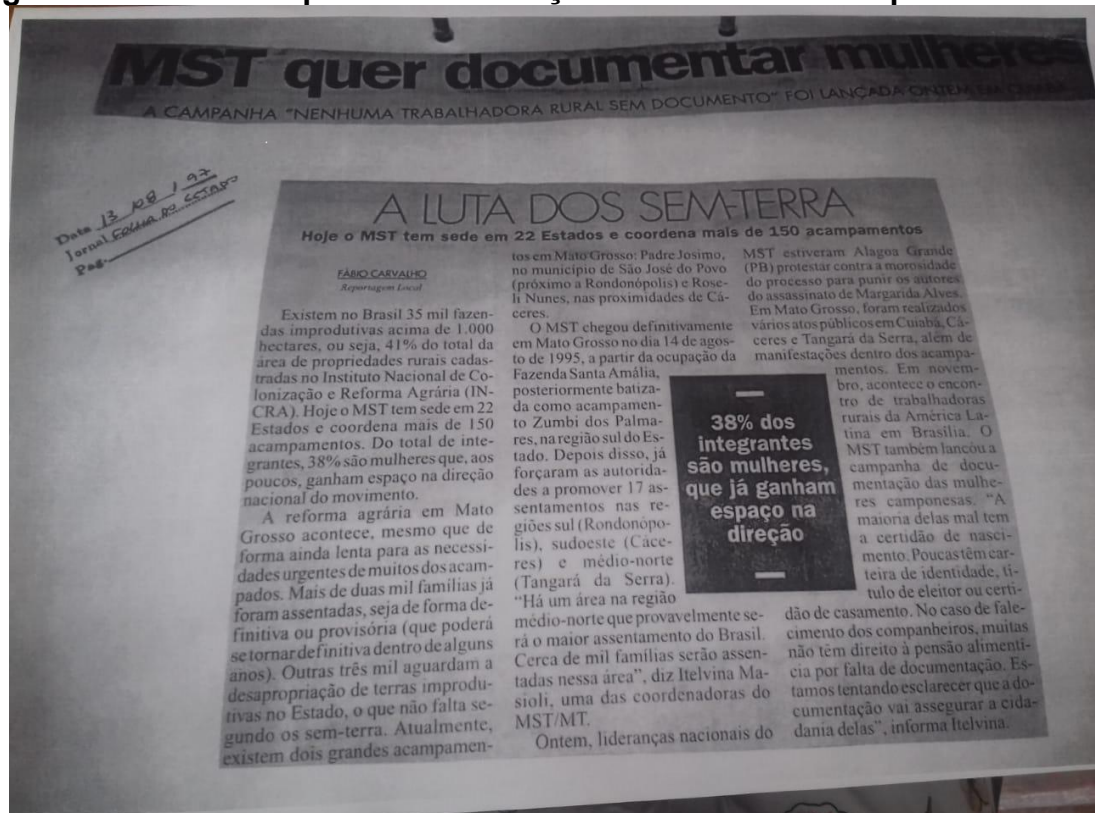 MST quer documentar mulheres
A CAMPANHA "NENHUMA TRABALHADORA RURAL SEM DOCUMENTO" FOI LANÇADA ONTEM EM
Data 13 / 08 / 97
Jornal FOLHA DO ESTADO
Pag.
A LUTA DOS SEM-TERRA
Hoje o MST tem sede em 22 Estados e coordena mais de 150 acampamentos
FÁBIO CARVALHO
Reportagem Local
Existem no Brasil 35 mil fazen-
das improdutivas acima de 1.000
hectares, ou seja, 41% do total da
área de propriedades rurais cadas-
tradas no Instituto Nacional de Co-
lonização e Reforma Agrária (IN-
CRA). Hoje o MST tem sede em 22
Estados e coordena mais de 150
acampamentos. Do total de inte-
grantes, 38% são mulheres que, aos
poucos, ganham espaço na direção
nacional do movimento.
A reforma agrária em Mato
Grosso acontece, mesmo que de
forma ainda lenta para as necessi-
dades urgentes de muitos dos acam-
pados. Mais de duas mil famílias já
foram assentadas, seja de forma de-
finitiva ou provisória (que poderá
se tornar definitiva dentro de alguns
anos). Outras três mil aguardam a
desapropriação de terras improdu-
tivas no Estado, o que não falta se-
gundo os sem-terra. Atualmente,
existem dois grandes acampamen-
tos em Mato Grosso: Padre Josimo,
no município de São José do Povo
(próximo a Rondonópolis) e Rose-
li Nunes, nas proximidades de Cá-
ceres.
O MST chegou definitivamente
em Mato Grosso no dia 14 de agos-
to de 1995, a partir da ocupação da
Fazenda Santa Amália,
posteriormente batiza-
da como acampamen-
to Zumbi dos Palma-
res, na região sul do Es-
tado. Depois disso, já
forçaram as autorida-
des a promover 17 as-
sentamentos nas re-
giões sul (Rondonópo-
lis), sudoeste (Cáce-
res) e médio-norte
(Tangará da Serra).
"Há um área na região
médio-norte que provavelmente se-
rá o maior assentamento do Brasil.
Cerca de mil famílias serão assen-
tadas nessa área", diz Itelvina Ma-
sioli, uma das coordenadoras do
MST/MT.
Ontem, lideranças nacionais do
MST estiveram Alagoa Grande
(PB) protestar contra a morosidade
do processo para punir os autores
do assassinato de Margarida Alves.
Em Mato Grosso, foram realizados
vários atos públicos em Cuiabá, Cá-
ceres e Tangará da Serra, além de
manifestações dentro dos acampa-
mentos. Em novem-
bro, acontece o encon-
tro de trabalhadoras
rurais da América La-
tina em Brasília. O
MST também lançou a
campanha de docu-
mentação das mulhe-
res camponesas. "A
maioria delas mal tem
a certidão de nasci-
mento. Poucas têm car-
teira de identidade, tí-
tulo de eleitor ou certi-
dão de casamento. No caso de fale-
cimento dos companheiros, muitas
não têm direito à pensão alimentí-
cia por falta de documentação. Es-
tamos tentando esclarecer que a do-
cumentação vai assegurar a cida-
dania delas", informa Itelvina.
38% dos
integrantes
são mulheres,
que já ganham
espaço na
direção